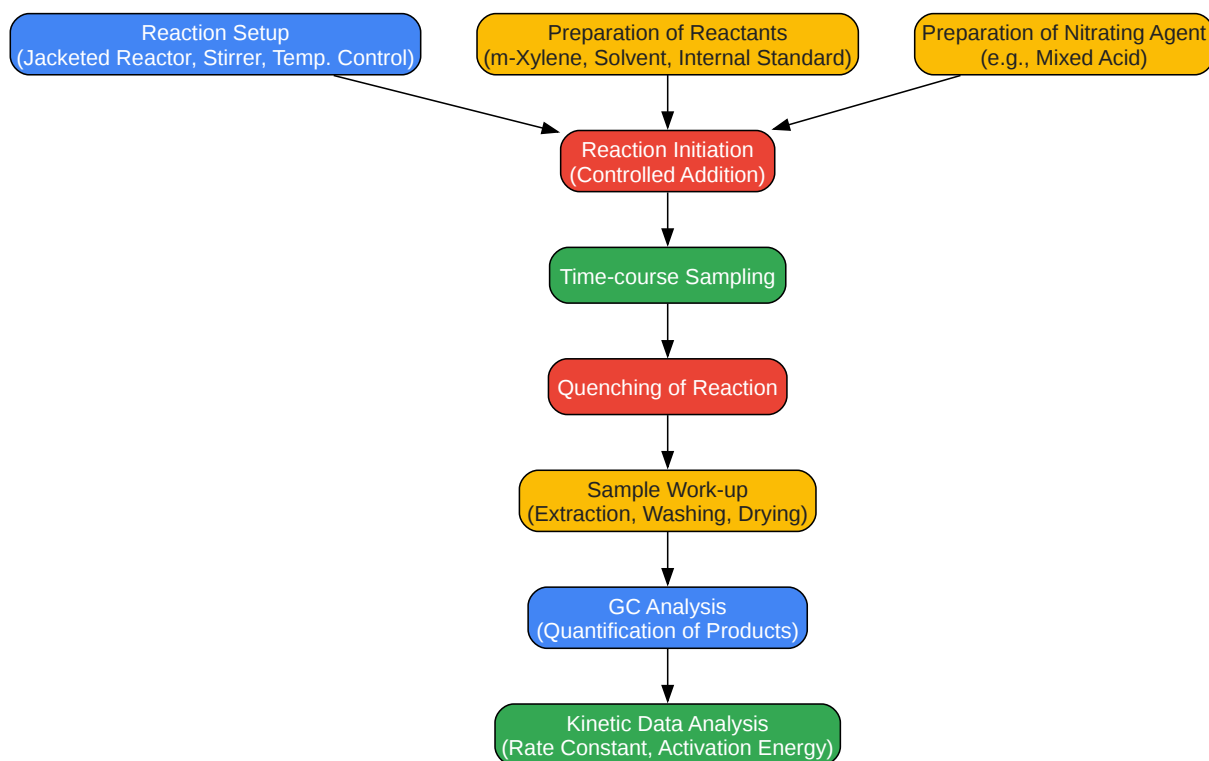 Reaction Setup
(Jacketed Reactor, Stirrer, Temp. Control)
Preparation of Reactants
(m-Xylene, Solvent, Internal Standard)
Preparation of Nitrating Agent
(e.g., Mixed Acid)
Reaction Initiation
(Controlled Addition)
Time-course Sampling
Quenching of Reaction
Sample Work-up
(Extraction, Washing, Drying)
GC Analysis
(Quantification of Products)
Kinetic Data Analysis
(Rate Constant, Activation Energy)